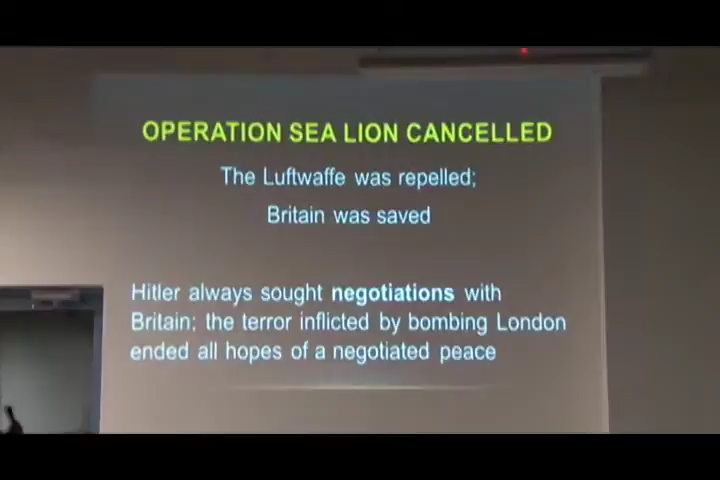 OPERATION SEA LION CANCELLED
The Luftwaffe was repelled;
Britain was saved
Hitler always sought negotiations with
Britain; the terror inflicted by bombing London
ended all hopes of a negotiated peace